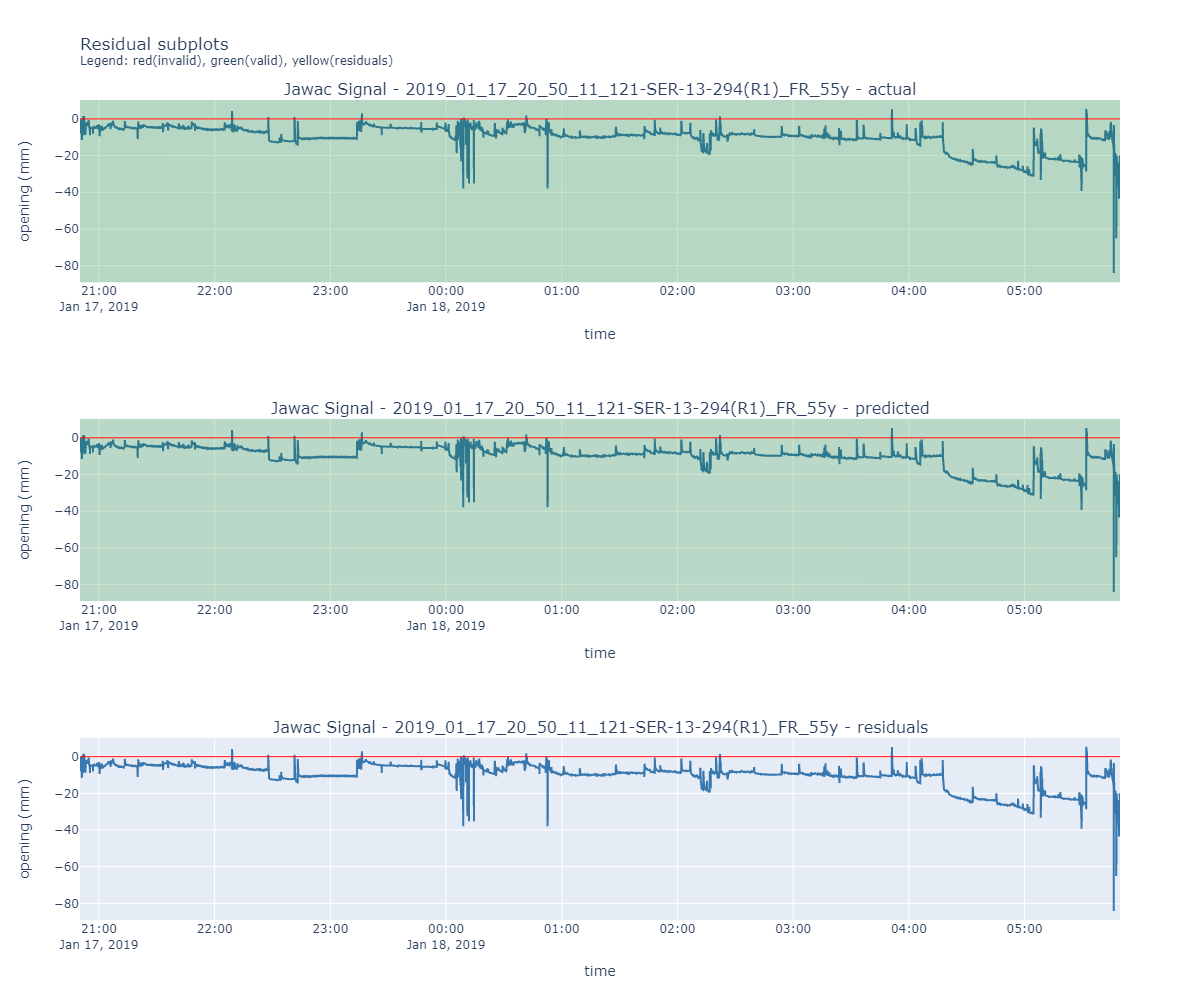 Residual subplots
Legend: red(invalid), green(valid), yellow(residuals)
Jawac Signal - 2019_01_17_20_50_11_121-SER-13-294(R1)_FR_55y - actual
0
−20
−40
−60
−80
opening (mm)
21:00 22:00 23:00 00:00 01:00 02:00 03:00 04:00 05:00
Jan 17, 2019 Jan 18, 2019
time
Jawac Signal - 2019_01_17_20_50_11_121-SER-13-294(R1)_FR_55y - predicted
0
−20
−40
−60
−80
opening (mm)
21:00 22:00 23:00 00:00 01:00 02:00 03:00 04:00 05:00
Jan 17, 2019 Jan 18, 2019
time
Jawac Signal - 2019_01_17_20_50_11_121-SER-13-294(R1)_FR_55y - residuals
0
−20
−40
−60
−80
opening (mm)
21:00 22:00 23:00 00:00 01:00 02:00 03:00 04:00 05:00
Jan 17, 2019 Jan 18, 2019
time